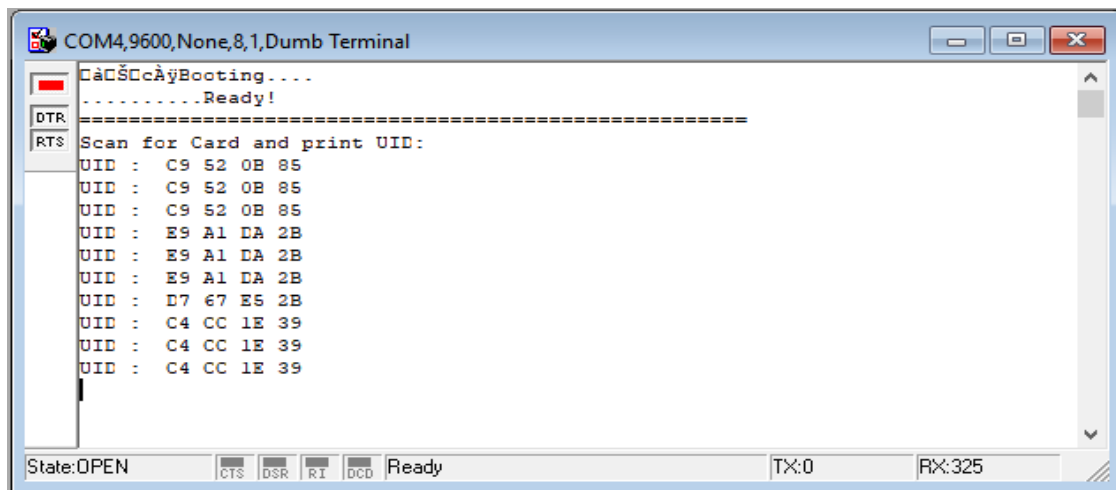 COM4,9600,None,8,1,Dumb Terminal
□à□Š□cÀÿBooting....
..........Ready!
======================================================
Scan for Card and print UID:
UID :  C9 52 0B 85
UID :  C9 52 0B 85
UID :  C9 52 0B 85
UID :  E9 A1 DA 2B
UID :  E9 A1 DA 2B
UID :  E9 A1 DA 2B
UID :  D7 67 E5 2B
UID :  C4 CC 1E 39
UID :  C4 CC 1E 39
UID :  C4 CC 1E 39
DTR
RTS
State:OPEN CTS DSR RI DCD Ready TX:0 RX:325